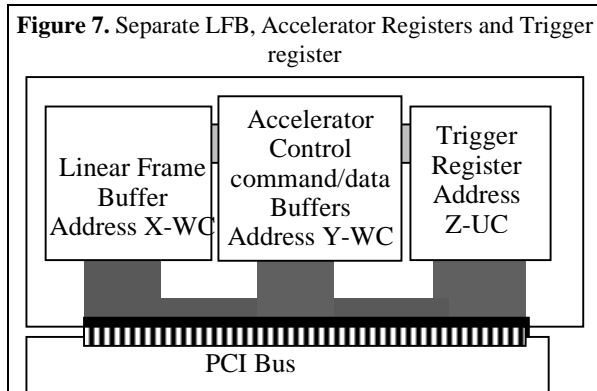 Figure 7. Separate LFB, Accelerator Registers and Trigger
register
Linear Frame
Buffer
Address X-WC
Accelerator
Control
command/data
Buffers
Address Y-WC
Trigger
Register
Address
Z-UC
PCI Bus